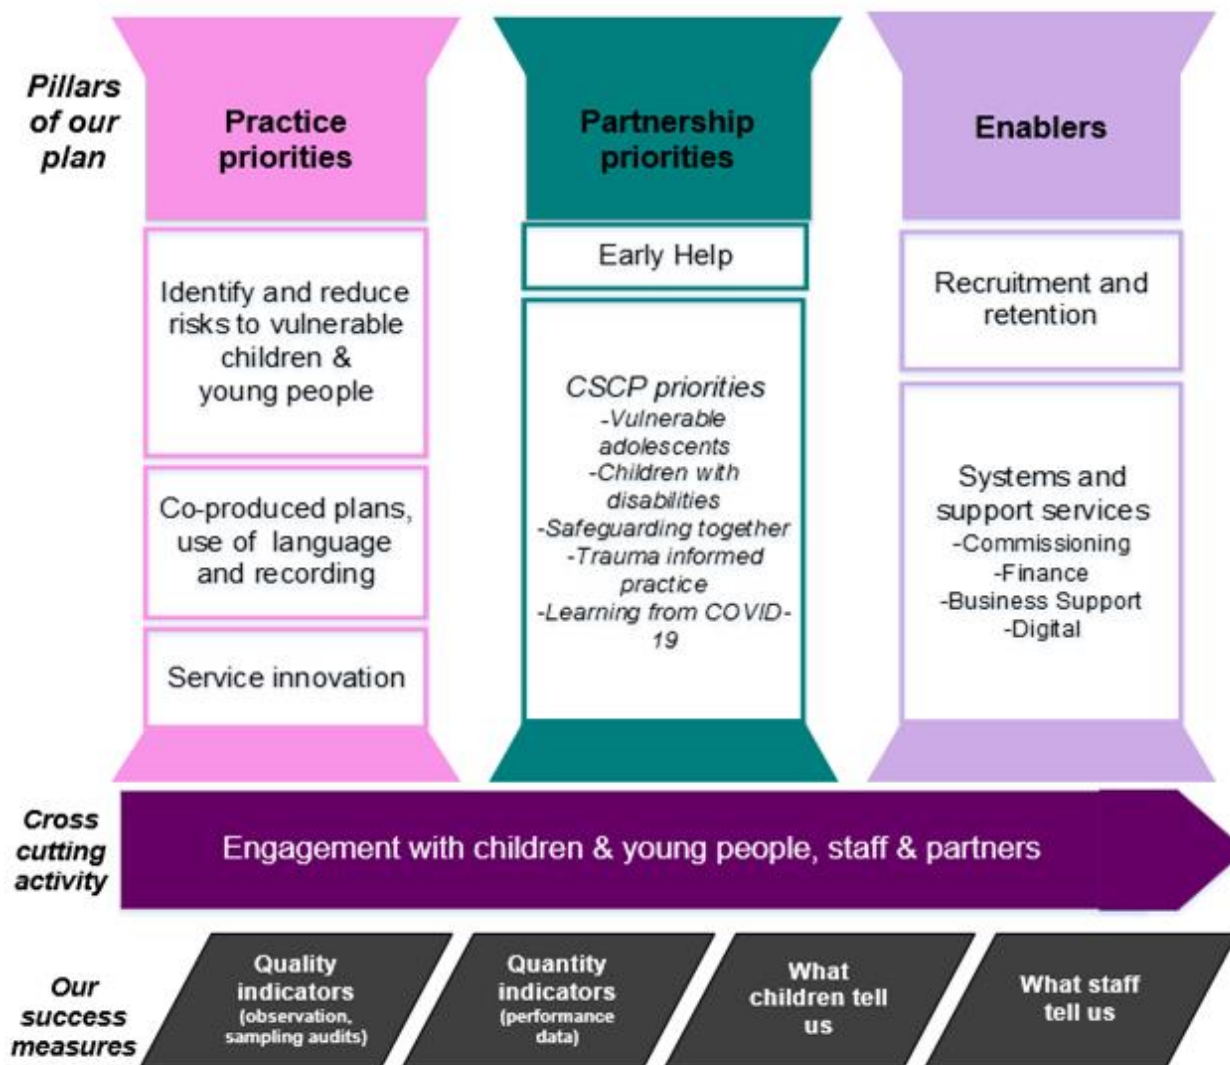 Pillars
of our
plan
Practice
priorities
Identify and reduce
risks to vulnerable
children &
young people
Co-produced plans,
use of language
and recording
Service innovation
Partnership
priorities
Early Help
CSCP priorities
-Vulnerable
adolescents
-Children with
disabilities
-Safeguarding together
-Trauma informed
practice
-Learning from COVID-
19
Enablers
Recruitment and
retention
Systems and
support services
-Commissioning
-Finance
-Business Support
-Digital
Cross
cutting
activity
Engagement with children & young people, staff & partners
Our
success
measures
Quality
indicators
(observation,
sampling audits)
Quantity
indicators
(performance
data)
What
children tell
us
What staff
tell us